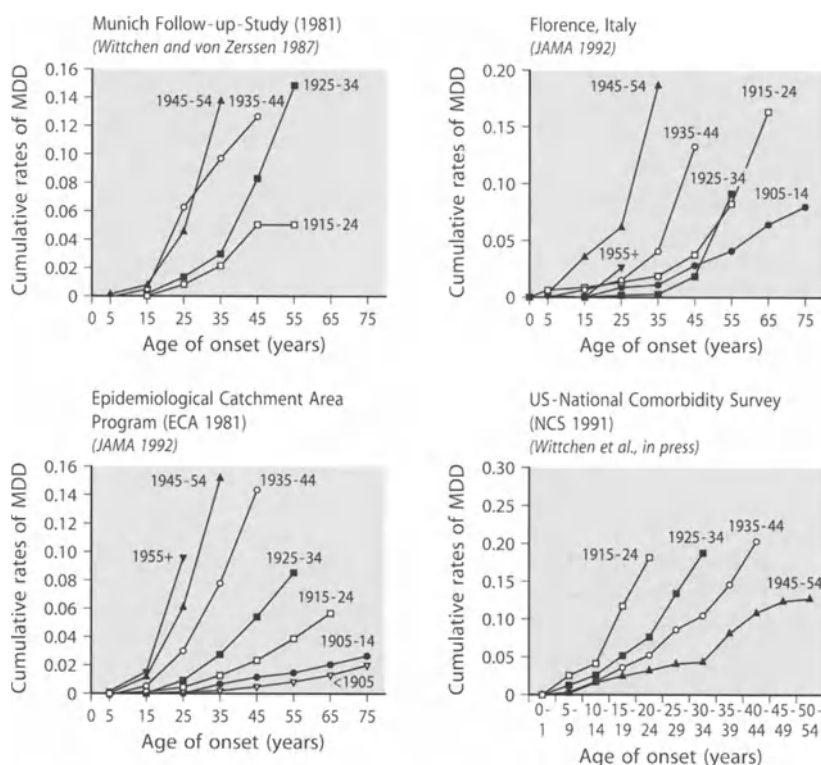 Munich Follow-up-Study (1981)
(Wittchen and von Zerssen 1987)
Cumulative rates of MDD
0.16
0.14
0.12
0.10
0.08
0.06
0.04
0.02
0
1945-54
1935-44
1925-34
1915-24
0 5 15 25 35 45 55 65 75
Age of onset (years)
Florence, Italy
(JAMA 1992)
Cumulative rates of MDD
0.20
0.15
0.10
0.05
0
1945-54
1915-24
1935-44
1925-34
1905-14
1955+
0 5 15 25 35 45 55 65 75
Age of onset (years)
Epidemiological Catchment Area
Program (ECA 1981)
(JAMA 1992)
Cumulative rates of MDD
0.16
0.14
0.12
0.10
0.08
0.06
0.04
0.02
0
1945-54
1935-44
1955+
1925-34
1915-24
1905-14
<1905
0 5 15 25 35 45 55 65 75
Age of onset (years)
US-National Comorbidity Survey
(NCS 1991)
(Wittchen et al., in press)
Cumulative rates of MDD
0.30
0.20
0.15
0.10
0.05
0.00
1935-44
1925-34
1915-24
1945-54
0- 5- 10- 15- 20- 25- 30- 35- 40- 45- 50-
1 9 14 19 24 29 34 39 44 49 54
Age of onset (years)